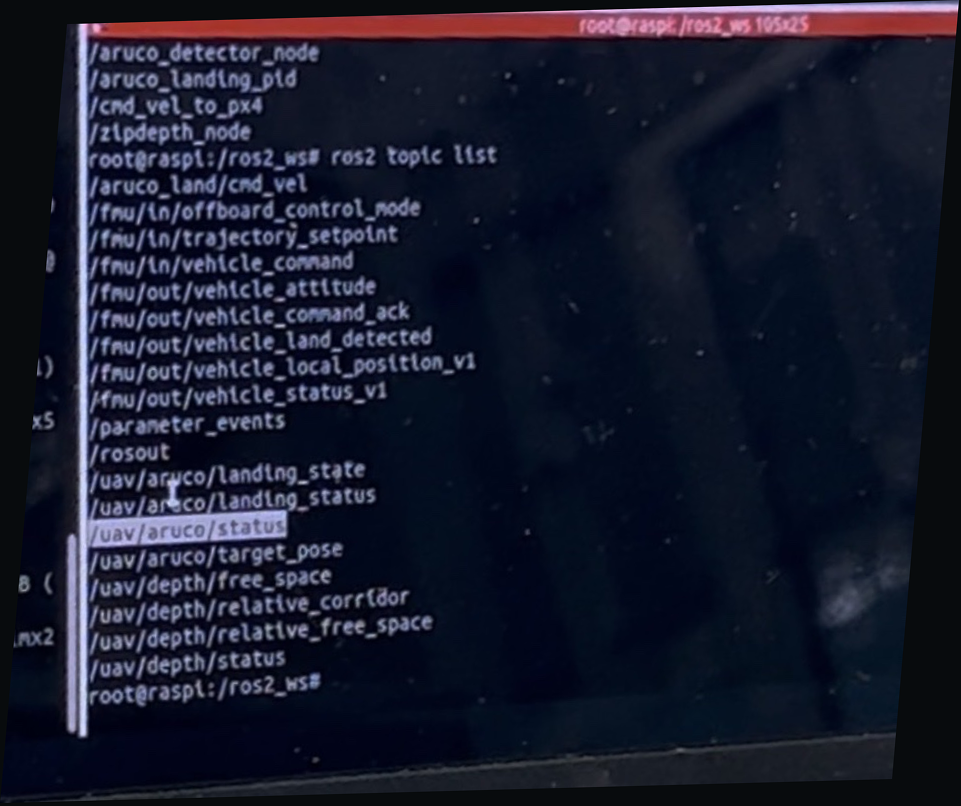 root@raspi: /ros2_ws 105x25
/aruco_detector_node
/aruco_landing_pid
/cmd_vel_to_px4
/zipdepth_node
root@raspi:/ros2_ws# ros2 topic list
/aruco_land/cmd_vel
/fmu/in/offboard_control_mode
/fmu/in/trajectory_setpoint
/fmu/in/vehicle_command
/fmu/out/vehicle_attitude
/fmu/out/vehicle_command_ack
/fmu/out/vehicle_land_detected
/fmu/out/vehicle_local_position_v1
/fmu/out/vehicle_status_v1
/parameter_events
/rosout
/uav/aruco/landing_state
/uav/aruco/landing_status
/uav/aruco/status
/uav/aruco/target_pose
/uav/depth/free_space
/uav/depth/relative_corridor
/uav/depth/relative_free_space
/uav/depth/status
root@raspi:/ros2_ws#